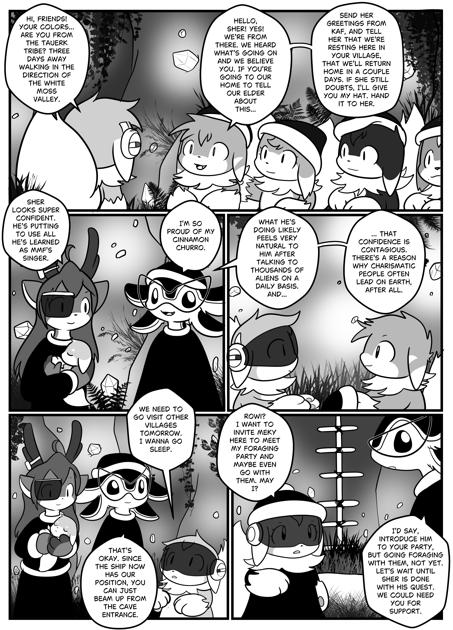 HI, FRIENDS!
YOUR COLORS...
ARE YOU FROM
THE TAUERK
TRIBE? THREE
DAYS AWAY
WALKING IN THE
DIRECTION OF
THE WHITE
MOSS
VALLEY.
HELLO,
SHER! YES!
WE'RE FROM
THERE. WE HEARD
WHAT'S GOING ON
AND WE BELIEVE
YOU. IF YOU'RE
GOING TO OUR
HOME TO TELL
OUR ELDER
ABOUT
THIS...
SEND HER
GREETINGS FROM
KAF, AND TELL
HER THAT WE'RE
RESTING HERE IN
YOUR VILLAGE,
THAT WE'LL RETURN
HOME IN A COUPLE
DAYS. IF SHE STILL
DOUBTS, I'LL GIVE
YOU MY HAT. HAND
IT TO HER.
SHER
LOOKS SUPER
CONFIDENT.
HE'S PUTTING
TO USE ALL
HE'S LEARNED
AS MMF'S
SINGER.
I'M SO
PROUD OF MY
CINNAMON
CHURRO.
WHAT HE'S
DOING LIKELY
FEELS VERY
NATURAL TO
HIM AFTER
TALKING TO
THOUSANDS OF
ALIENS ON A
DAILY BASIS.
AND...
... THAT
CONFIDENCE IS
CONTAGIOUS.
THERE'S A REASON
WHY CHARISMATIC
PEOPLE OFTEN
LEAD ON EARTH,
AFTER ALL.
WE NEED TO
GO VISIT OTHER
VILLAGES
TOMORROW.
I WANNA GO
SLEEP.
THAT'S
OKAY. SINCE
THE SHIP NOW
HAS OUR
POSITION, YOU
CAN JUST
BEAM UP FROM
THE CAVE
ENTRANCE.
ROWI?
I WANT TO
INVITE MEKY
HERE TO MEET
MY FORAGING
PARTY AND
MAYBE EVEN
GO WITH
THEM. MAY
I?
I'D SAY,
INTRODUCE HIM
TO YOUR PARTY,
BUT GOING FORAGING
WITH THEM, NOT YET.
LET'S WAIT UNTIL
SHER IS DONE
WITH HIS QUEST.
WE COULD NEED
YOU FOR
SUPPORT.